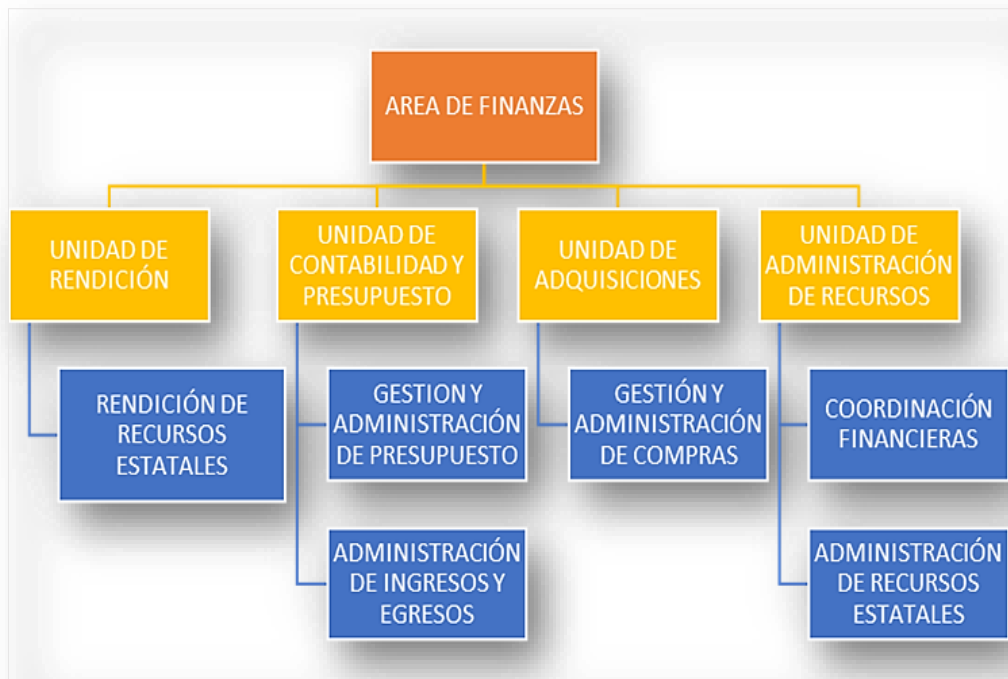 AREA DE FINANZAS
UNIDAD DE
RENDICIÓN
UNIDAD DE
CONTABILIDAD Y
PRESUPUESTO
UNIDAD DE
ADQUISICIONES
UNIDAD DE
ADMINISTRACIÓN
DE RECURSOS
RENDICIÓN DE
RECURSOS
ESTATALES
GESTION Y
ADMINISTRACIÓN
DE PRESUPUESTO
GESTIÓN Y
ADMINISTRACIÓN
DE COMPRAS
COORDINACIÓN
FINANCIERAS
ADMINISTRACIÓN
DE INGRESOS Y
EGRESOS
ADMINISTRACIÓN
DE RECURSOS
ESTATALES